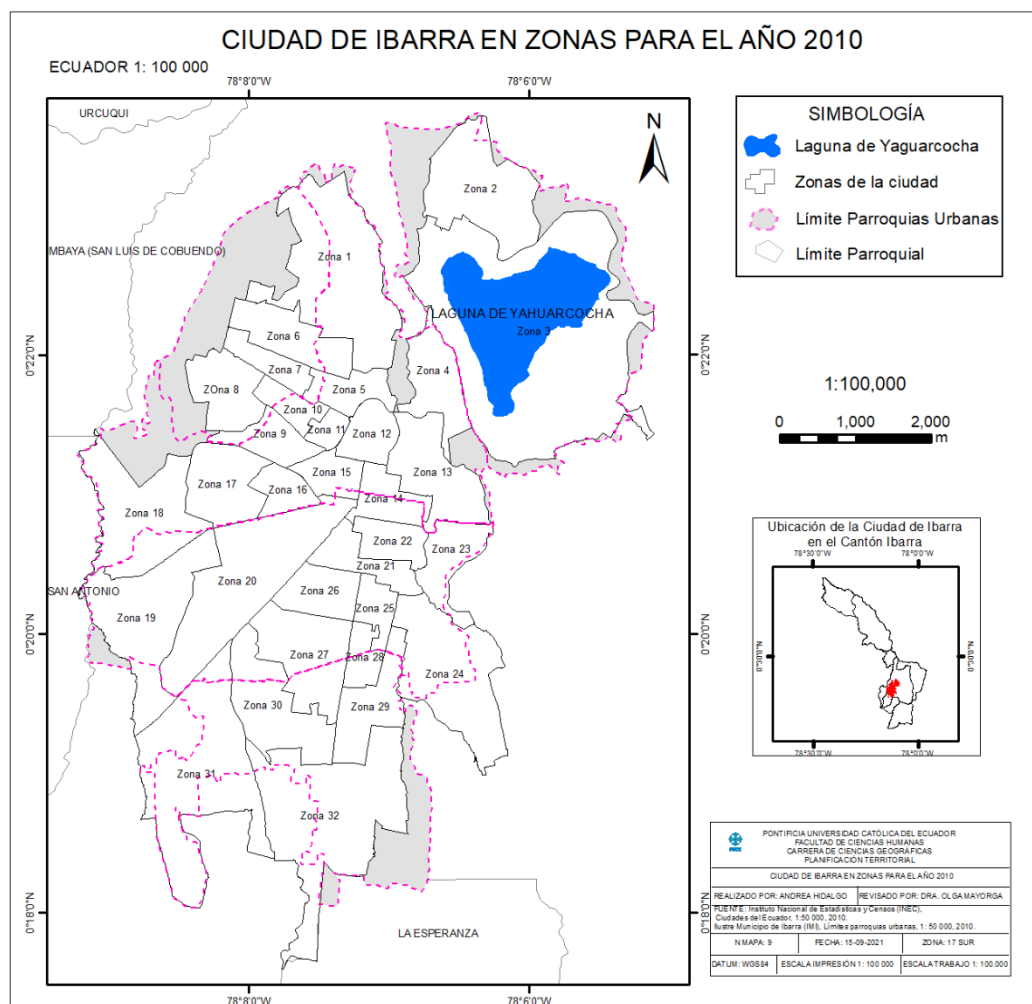 CIUDAD DE IBARRA EN ZONAS PARA EL AÑO 2010
ECUADOR 1: 100 000
78°8'0"W
78°6'0"W
URCUQUI
N
Zona 2
MBAYA (SAN LUIS DE COBUENDO)
Zona 1
LAGUNA DE YAHUARCOCHA
Zona 3
Zona 6
0°22'0"N
0°22'0"N
Zona 7
Zona 4
ZOna 8
Zona 5
Zona 10
Zona 9
Zona 11
Zona 12
Zona 17
Zona 15
Zona 13
Zona 16
Zona 14
Zona 18
Zona 22
Zona 23
Zona 21
Zona 20
Zona 26
SAN ANTONIO
Zona 25
Zona 19
0°20'0"N
0°20'0"N
Zona 27
Zona 28
Zona 24
Zona 30
Zona 29
Zona 31
Zona 32
0°18'0"N
0°18'0"N
LA ESPERANZA
78°8'0"W
78°6'0"W
SIMBOLOGÍA
Laguna de Yaguarcocha
Zonas de la ciudad
Límite Parroquias Urbanas
Límite Parroquial
1:100,000
0 1,000 2,000
m
Ubicación de la Ciudad de Ibarra
en el Cantón Ibarra
78°30'0"W
78°0'0"W
0°30'0"N
0°30'0"N
78°30'0"W
78°0'0"W
PONTIFICIA UNIVERSIDAD CATÓLICA DEL ECUADOR
FACULTAD DE CIENCIAS HUMANAS
CARRERA DE CIENCIAS GEOGRÁFICAS
PLANIFICACIÓN TERRITORIAL
CIUDAD DE IBARRA EN ZONAS PARA EL AÑO 2010
REALIZADO POR: ANDREA HIDALGO
REVISADO POR: DRA. OLGA MAYORGA
FUENTE: Instituto Nacional de Estadísticas y Censos (INEC),
Ciudades del Ecuador, 1:50 000, 2010.
Ilustre Municipio de Ibarra (IMI), Límites parroquias urbanas, 1: 50 000, 2010.
N MAPA: 9
FECHA: 15-09-2021
ZONA: 17 SUR
DATUM: WGS84
ESCALA IMPRESIÓN 1: 100 000
ESCALA TRABAJO 1: 100.000